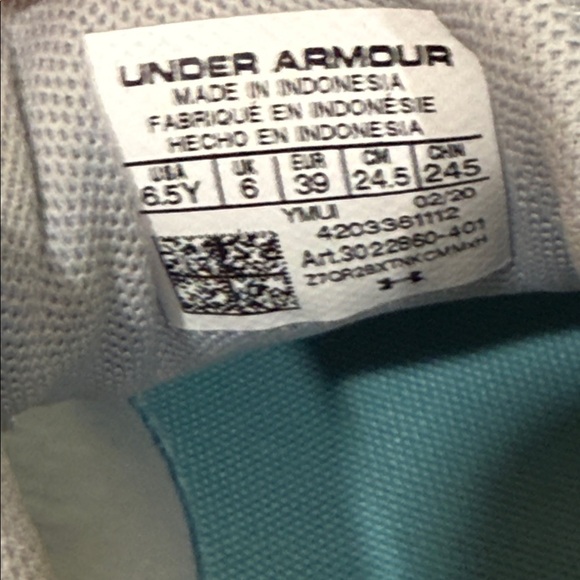 UNDER ARMOUR
MADE IN INDONESIA
FABRIQUÉ EN INDONÉSIE
HECHO EN INDONESIA
USA UK EUR CM CHN
6.5Y 6 39 24.5 245
YMUI 02/20
4203361112
Art.3022860-401